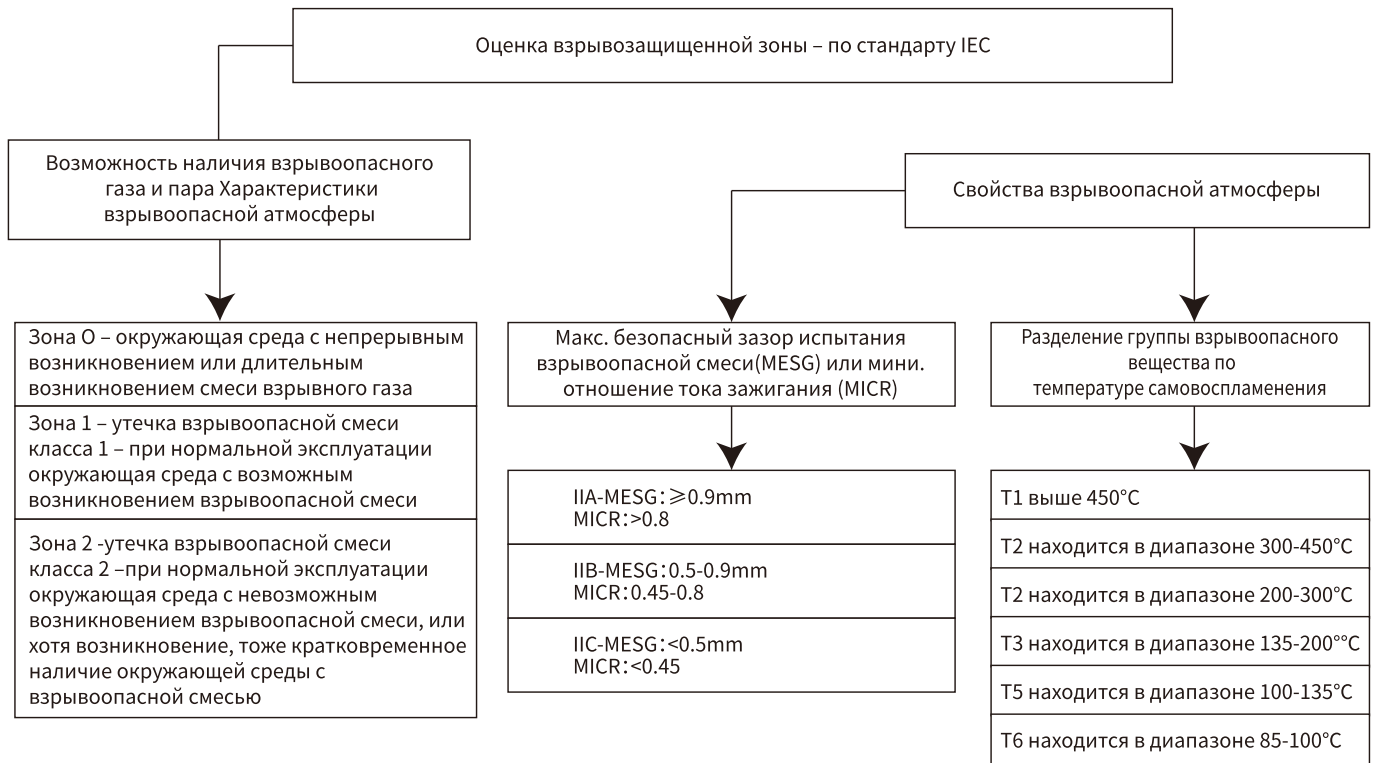 Оценка взрывозащищенной зоны – по стандарту IEC
Возможность наличия взрывоопасного
газа и пара Характеристики
взрывоопасной атмосферы
Свойства взрывоопасной атмосферы
Зона О – окружающая среда с непрерывным
возникновением или длительным
возникновением смеси взрывного газа
Зона 1 – утечка взрывоопасной смеси
класса 1 – при нормальной эксплуатации
окружающая среда с возможным
возникновением взрывоопасной смеси
Зона 2 -утечка взрывоопасной смеси
класса 2 –при нормальной эксплуатации
окружающая среда с невозможным
возникновением взрывоопасной смеси, или
хотя возникновение, тоже кратковременное
наличие окружающей среды с
взрывоопасной смесью
Макс. безопасный зазор испытания
взрывоопасной смеси(MESG) или мини.
отношение тока зажигания (MICR)
IIA-MESG：≥0.9mm
MICR：>0.8
IIB-MESG:0.5-0.9mm
MICR：0.45-0.8
IIC-MESG：<0.5mm
MICR：<0.45
Разделение группы взрывоопасного
вещества по
температуре самовоспламенения
T1 выше 450°C
T2 находится в диапазоне 300-450°C
T2 находится в диапазоне 200-300°C
T3 находится в диапазоне 135-200°°C
T5 находится в диапазоне 100-135°C
T6 находится в диапазоне 85-100°C